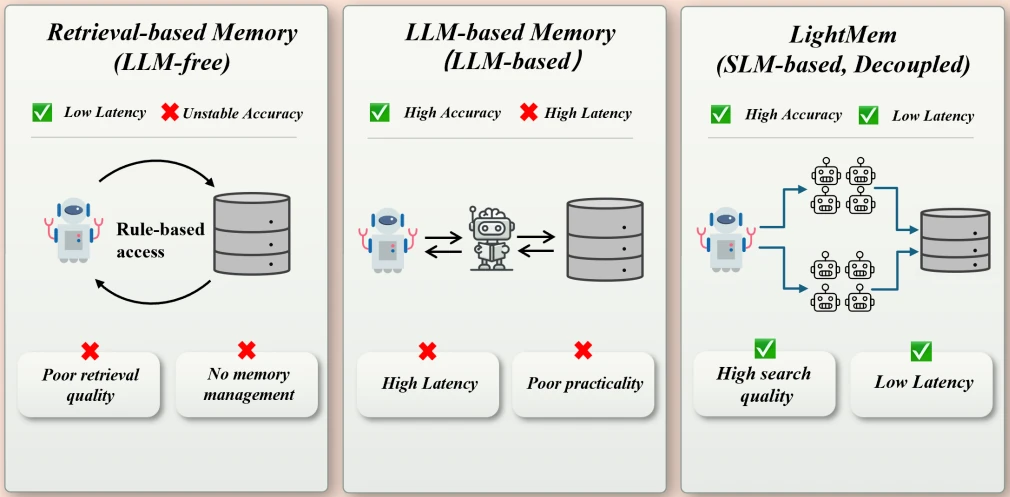 Retrieval-based Memory
(LLM-free)
Low Latency
Unstable Accuracy
Rule-based
access
Poor retrieval
quality
No memory
management
LLM-based Memory
(LLM-based)
High Accuracy
High Latency
High Latency
Poor practicality
LightMem
(SLM-based, Decoupled)
High Accuracy
Low Latency
High search
quality
Low Latency